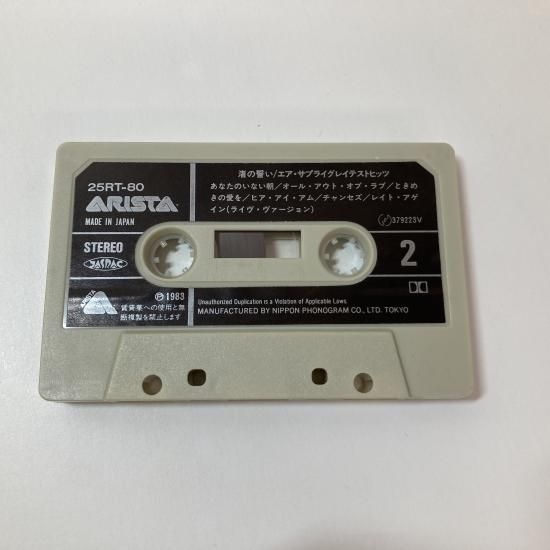 25RT-80
ARISTA
MADE IN JAPAN
STEREO
JASRAC
ARISTA
Ⓟ1983
賃貸業への使用と無
断複製を禁止します
渚の誓い/エア・サプライグレイテストヒッツ
あなたのいない朝/オール・アウト・オブ・ラブ/ときめ
きの愛を/ヒア・アイ・アム/チャンセズ/レイト・アゲ
イン(ライヴ・ヴァージョン)
379223V
2
Unauthorized Duplication is a Violation of Applicable Laws.
MANUFACTURED BY NIPPON PHONOGRAM CO., LTD. TOKYO